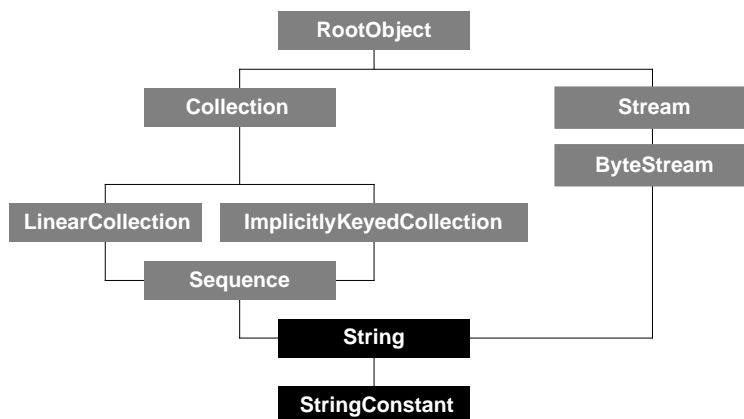 RootObject
Collection
Stream
ByteStream
LinearCollection
ImplicitlyKeyedCollection
Sequence
String
StringConstant